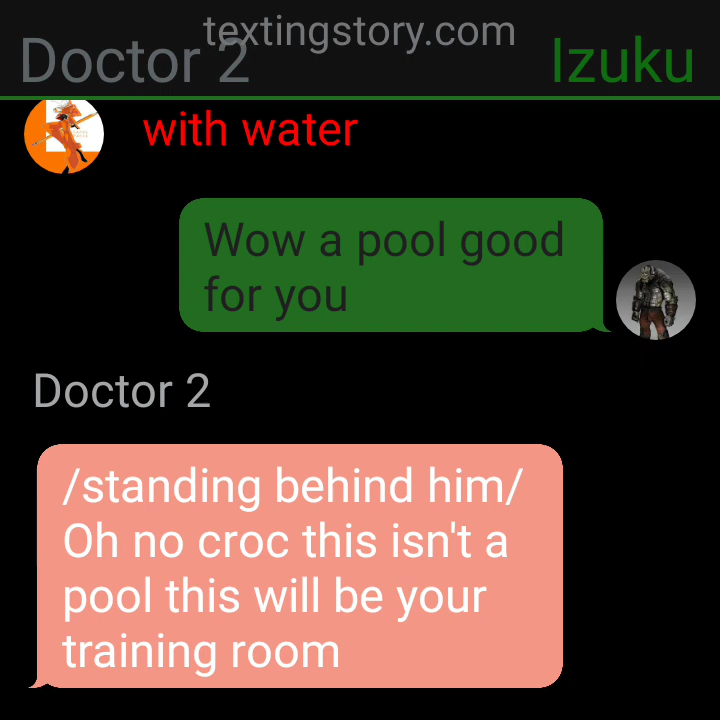 textingstory.com
Doctor 2
Izuku
with water
Wow a pool good
for you
Doctor 2
/standing behind him/
Oh no croc this isn't a
pool this will be your
training room